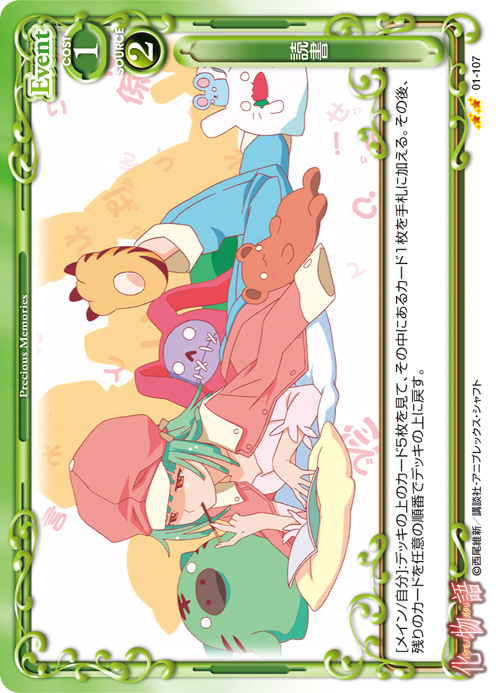 Event
COST
1
SOURCE
2
Precious Memories
読書
[メイン/自分]:デッキの上のカード5枚を見て、その中にあるカード1枚を手札に加える。その後、
残りのカードを任意の順番でデッキの上に戻す。
化物語
©西尾維新／講談社・アニプレックス・シャフト
01-107